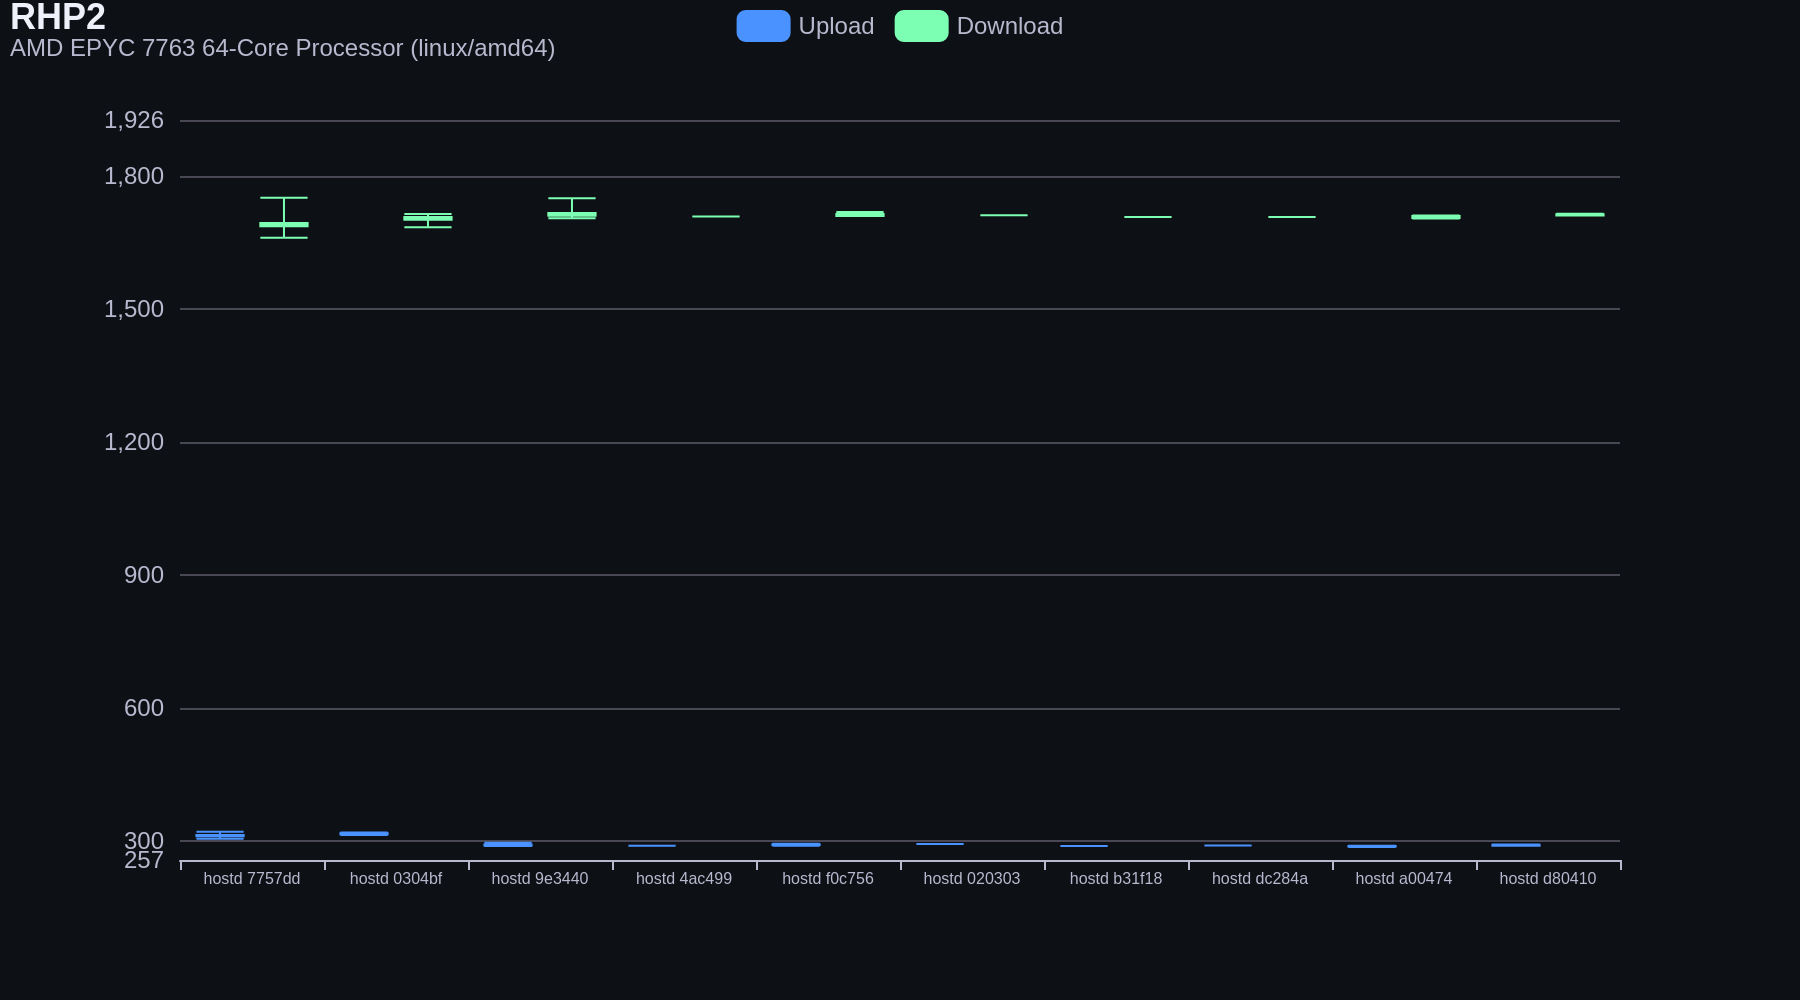 RHP2
AMD EPYC 7763 64-Core Processor (linux/amd64)
Upload
Download
1,926
1,800
1,500
1,200
900
600
300
257
hostd 7757dd
hostd 0304bf
hostd 9e3440
hostd 4ac499
hostd f0c756
hostd 020303
hostd b31f18
hostd dc284a
hostd a00474
hostd d80410